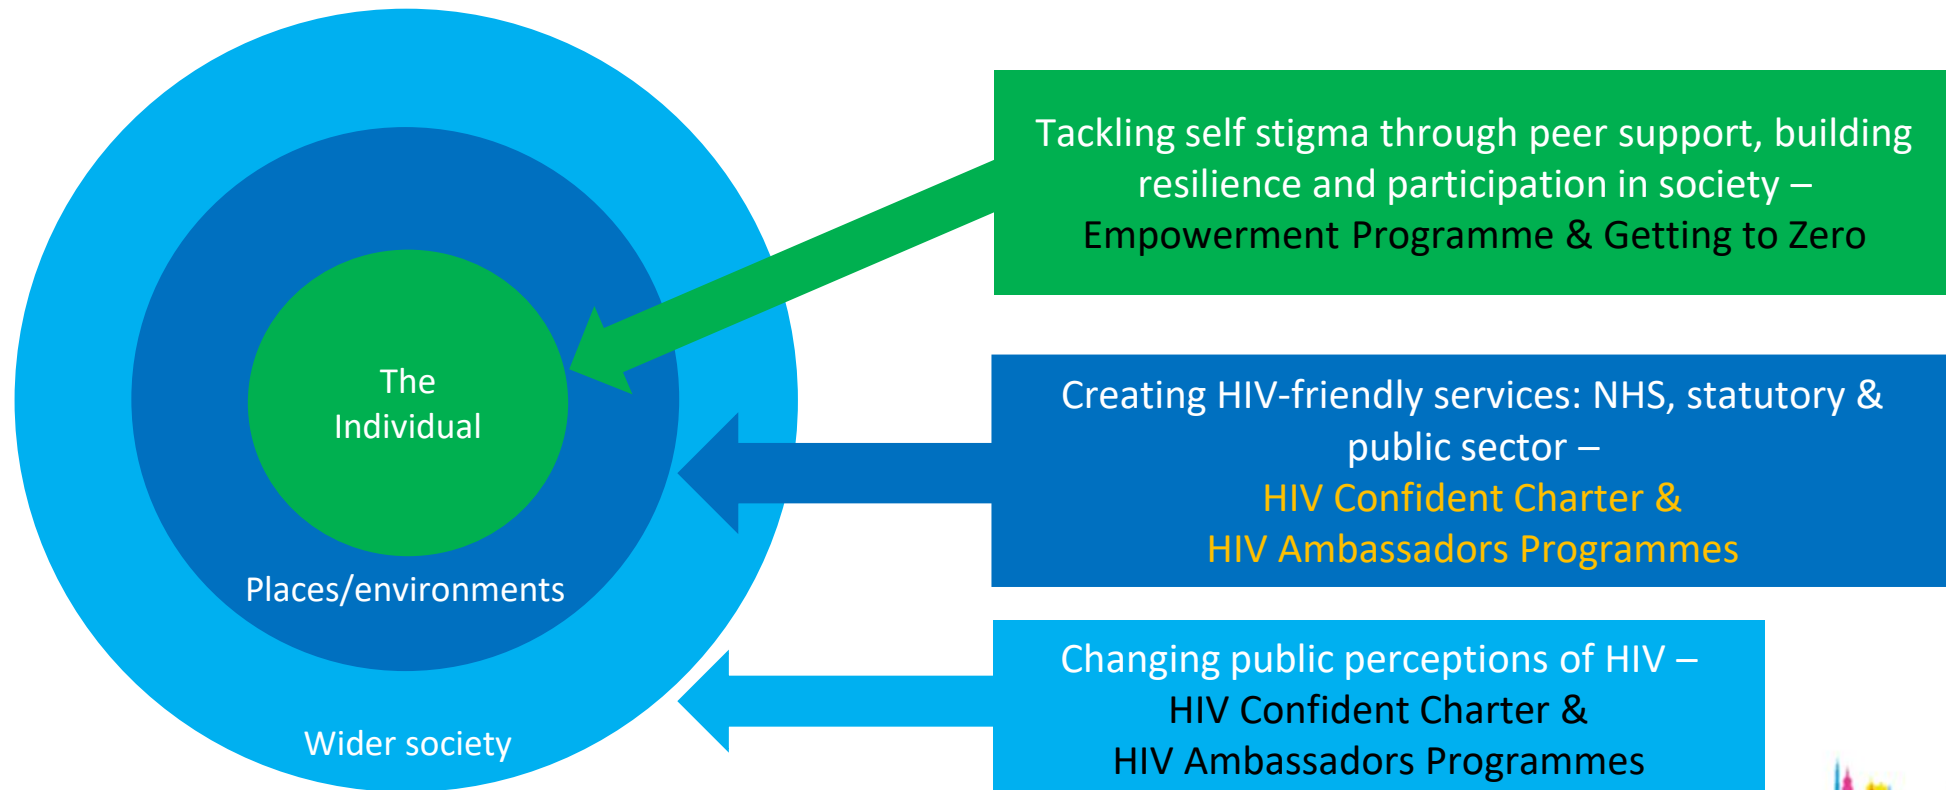 The
Individual
Places/environments
Wider society
Tackling self stigma through peer support, building
resilience and participation in society –
Empowerment Programme & Getting to Zero
Creating HIV-friendly services: NHS, statutory &
public sector –
HIV Confident Charter &
HIV Ambassadors Programmes
Changing public perceptions of HIV –
HIV Confident Charter &
HIV Ambassadors Programmes